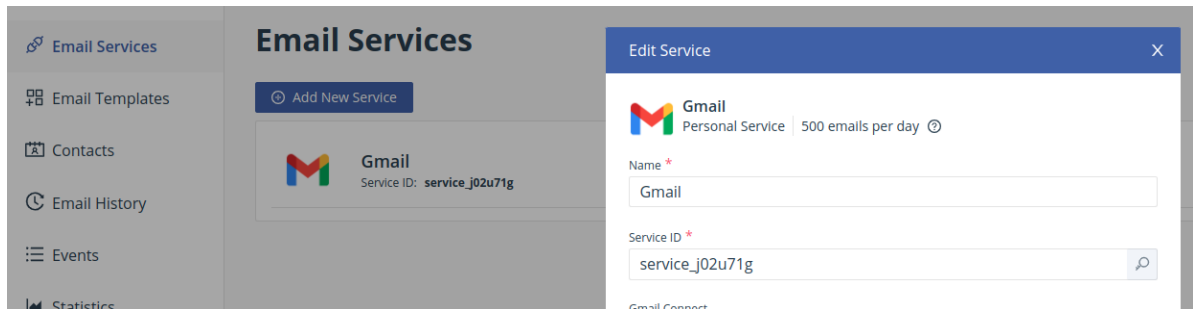 Email Services
Email Templates
Contacts
Email History
Events
Statistics
Email Services
Add New Service
Gmail
Service ID: service_j02u71g
Edit Service X
Gmail
Personal Service 500 emails per day ?
Name *
Gmail
Service ID *
service_j02u71g
Gmail Connect